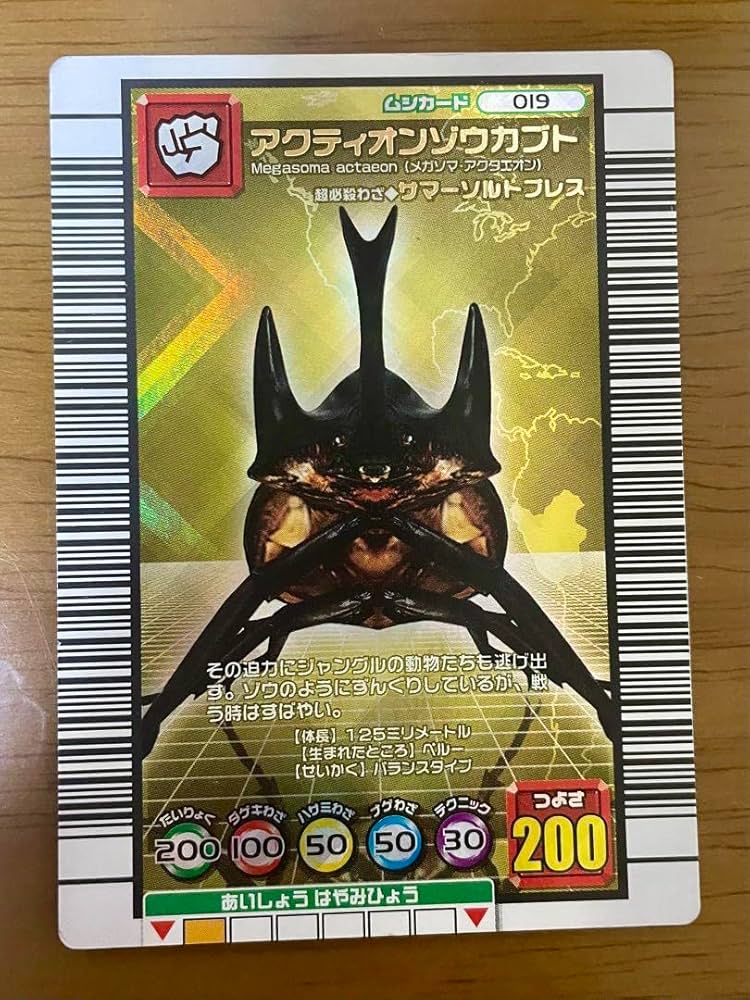 ムシカード 019
アクティオンゾウカブト
Megasoma actaeon (メガソマ・アクタエオン)
超必殺わざ◆サマーソルトプレス
その迫力にジャングルの動物たちも逃げ出
す。ゾウのようにずんぐりしているが、戦
う時はすばやい。
【体長】125ミリメートル
【生まれたところ】ペルー
【せいかく】バランスタイプ
たいりょく ダゲキわざ ハサミわざ ナゲわざ テクニック つよさ
200 100 50 50 30 200
あいしょう はやみひょう